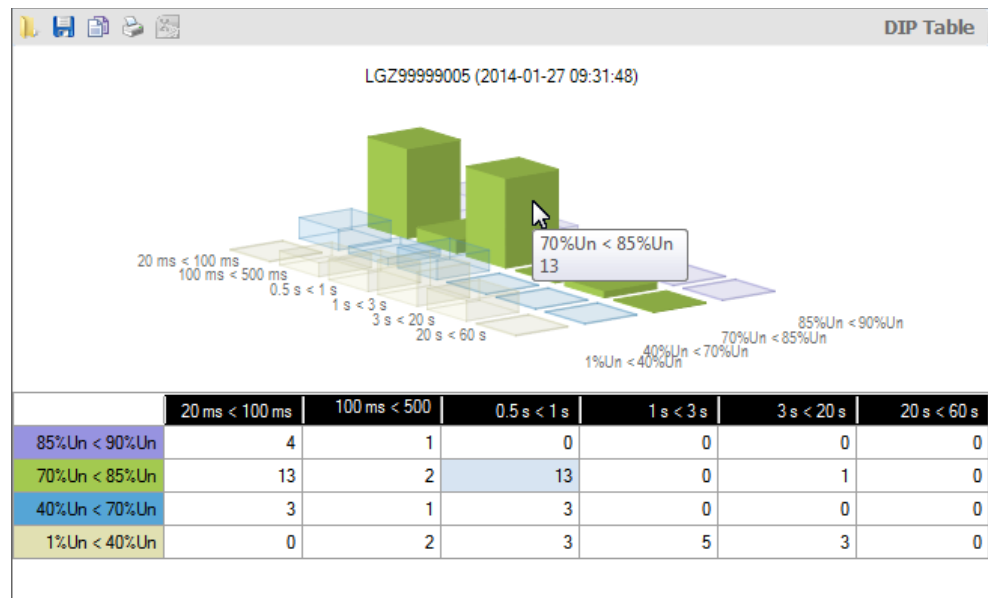 DIP Table
LGZ99999005 (2014-01-27 09:31:48)
70%Un < 85%Un
13
20 ms < 100 ms
100 ms < 500 ms
0.5 s < 1 s
1 s < 3 s
3 s < 20 s
20 s < 60 s
85%Un < 90%Un
70%Un < 85%Un
40%Un < 70%Un
1%Un < 40%Un
20 ms < 100 ms 100 ms < 500 0.5 s < 1 s 1 s < 3 s 3 s < 20 s 20 s < 60 s
85%Un < 90%Un 4 1 0 0 0 0
70%Un < 85%Un 13 2 13 0 1 0
40%Un < 70%Un 3 1 3 0 0 0
1%Un < 40%Un 0 2 3 5 3 0